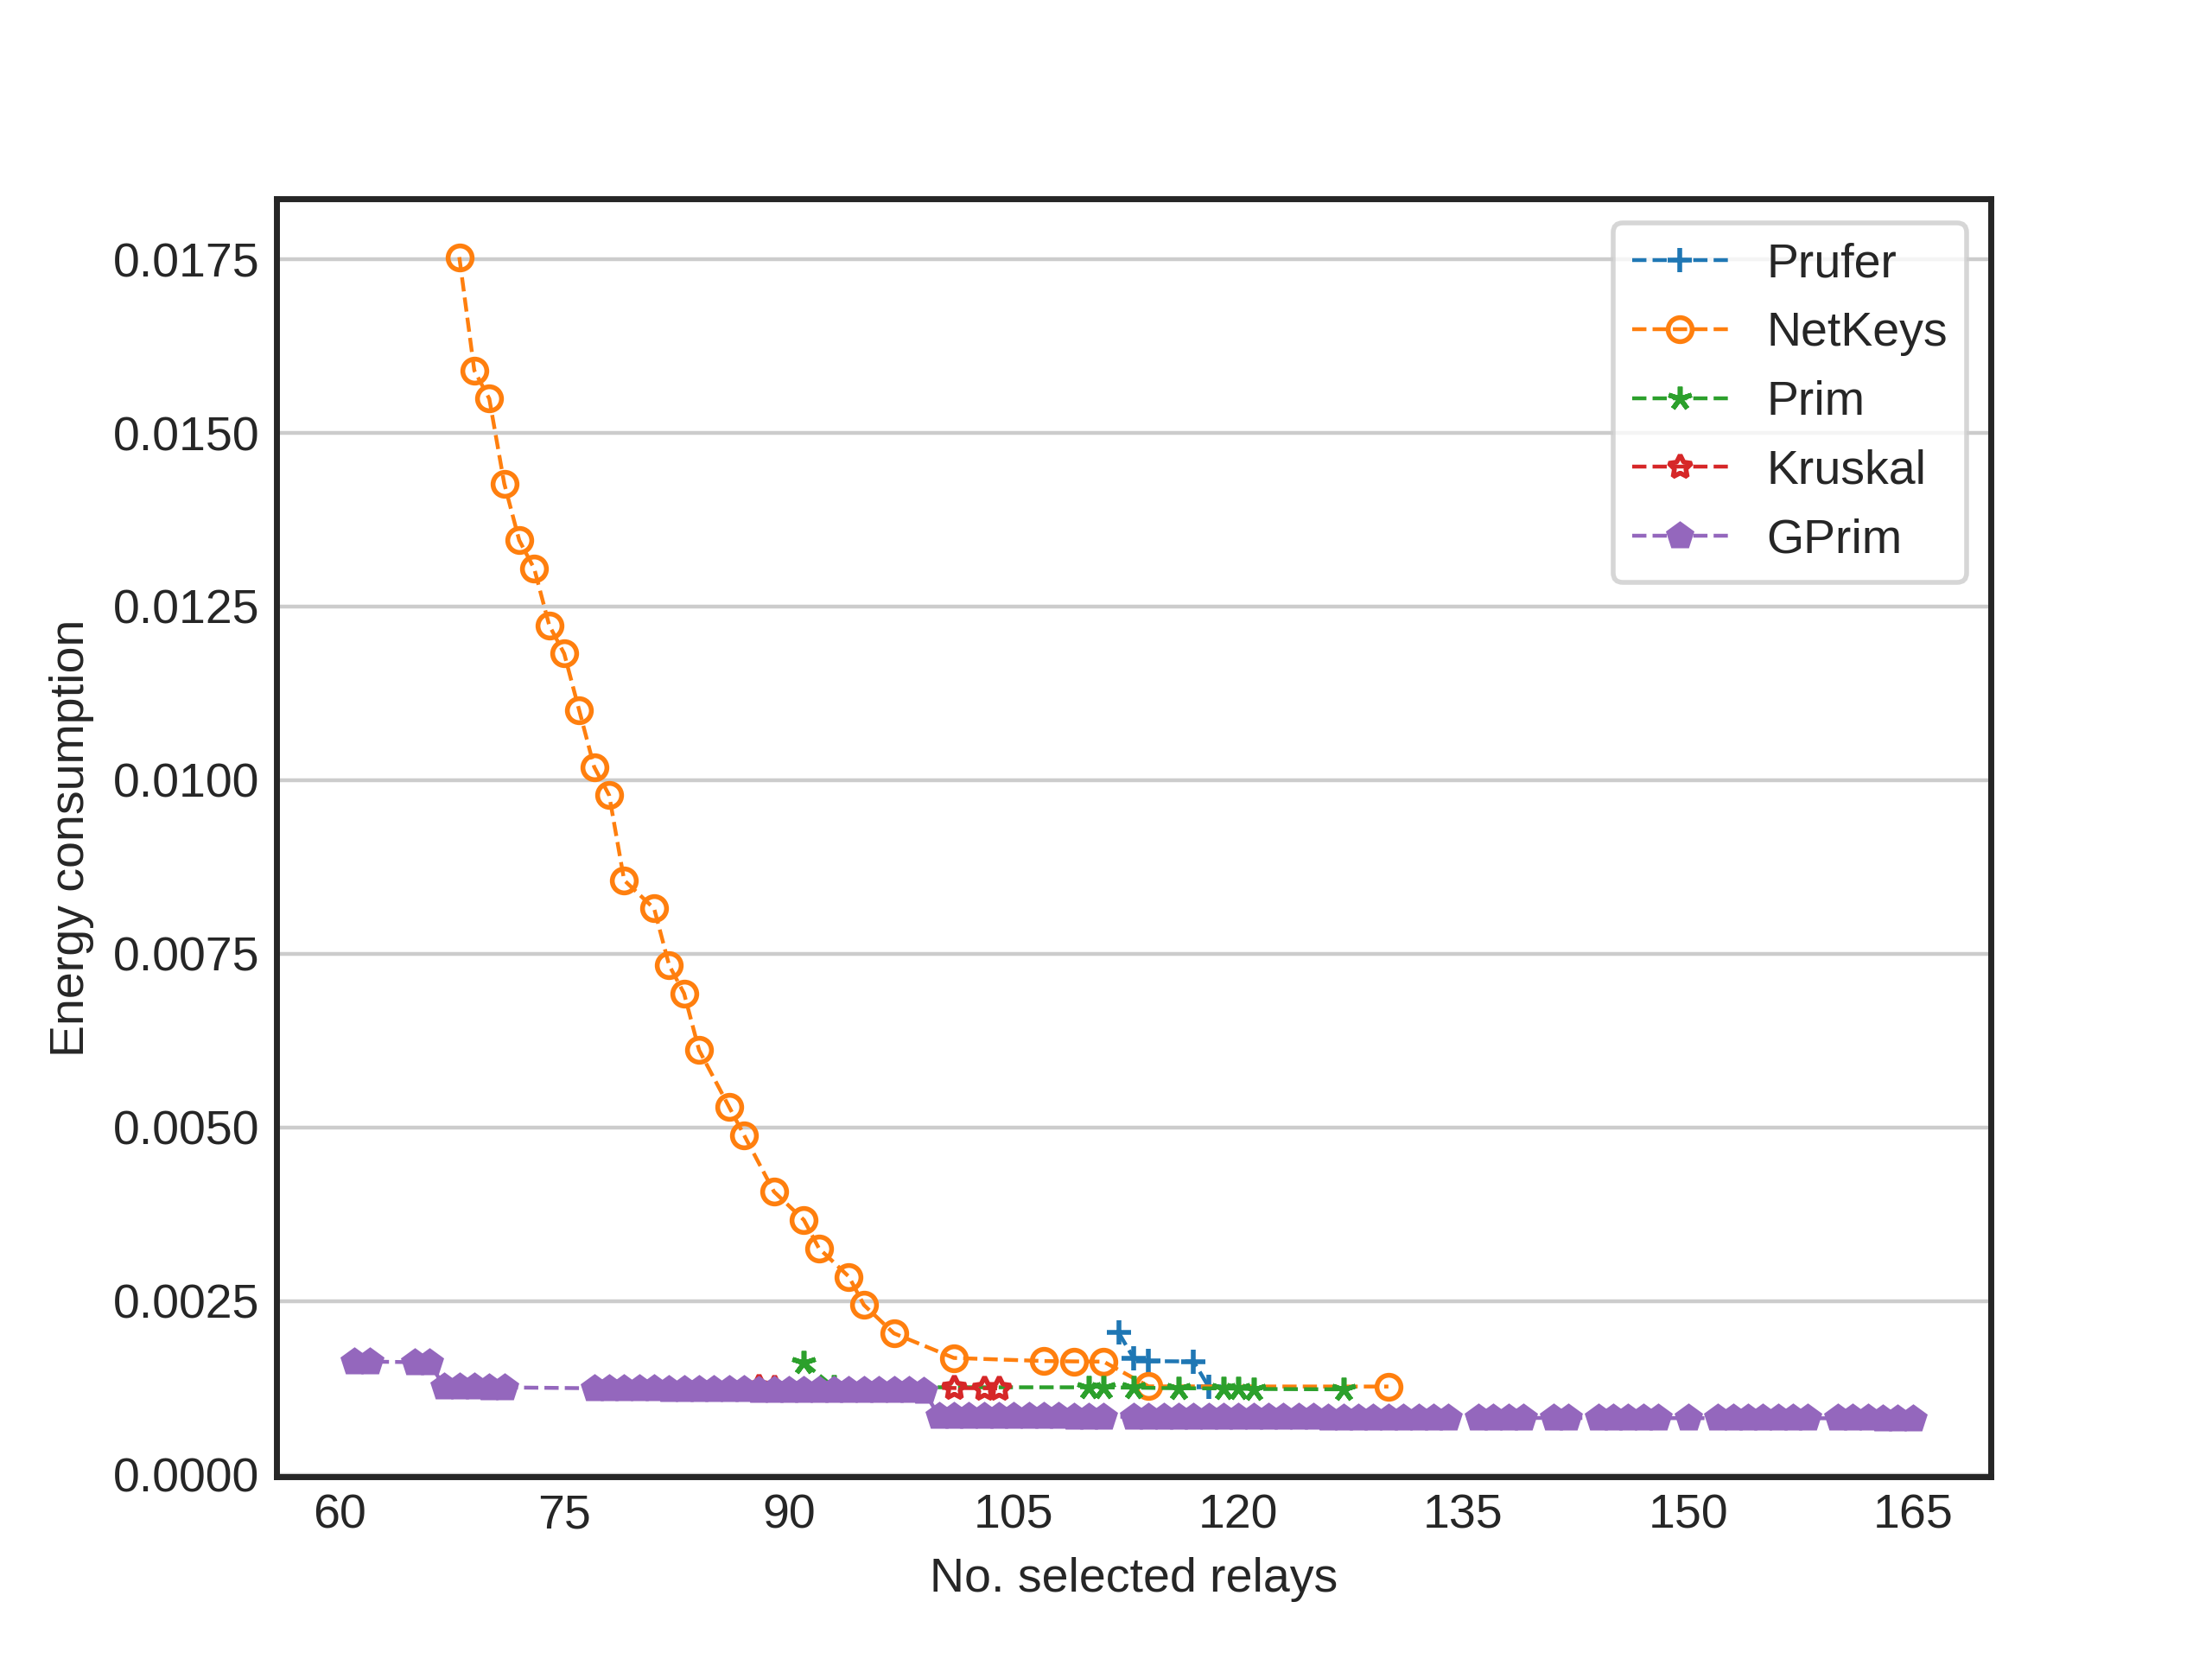 0.0175
0.0150
0.0125
0.0100
0.0075
0.0050
0.0025
0.0000
Energy consumption
60 75 90 105 120 135 150 165
No. selected relays
Prufer
NetKeys
Prim
Kruskal
GPrim